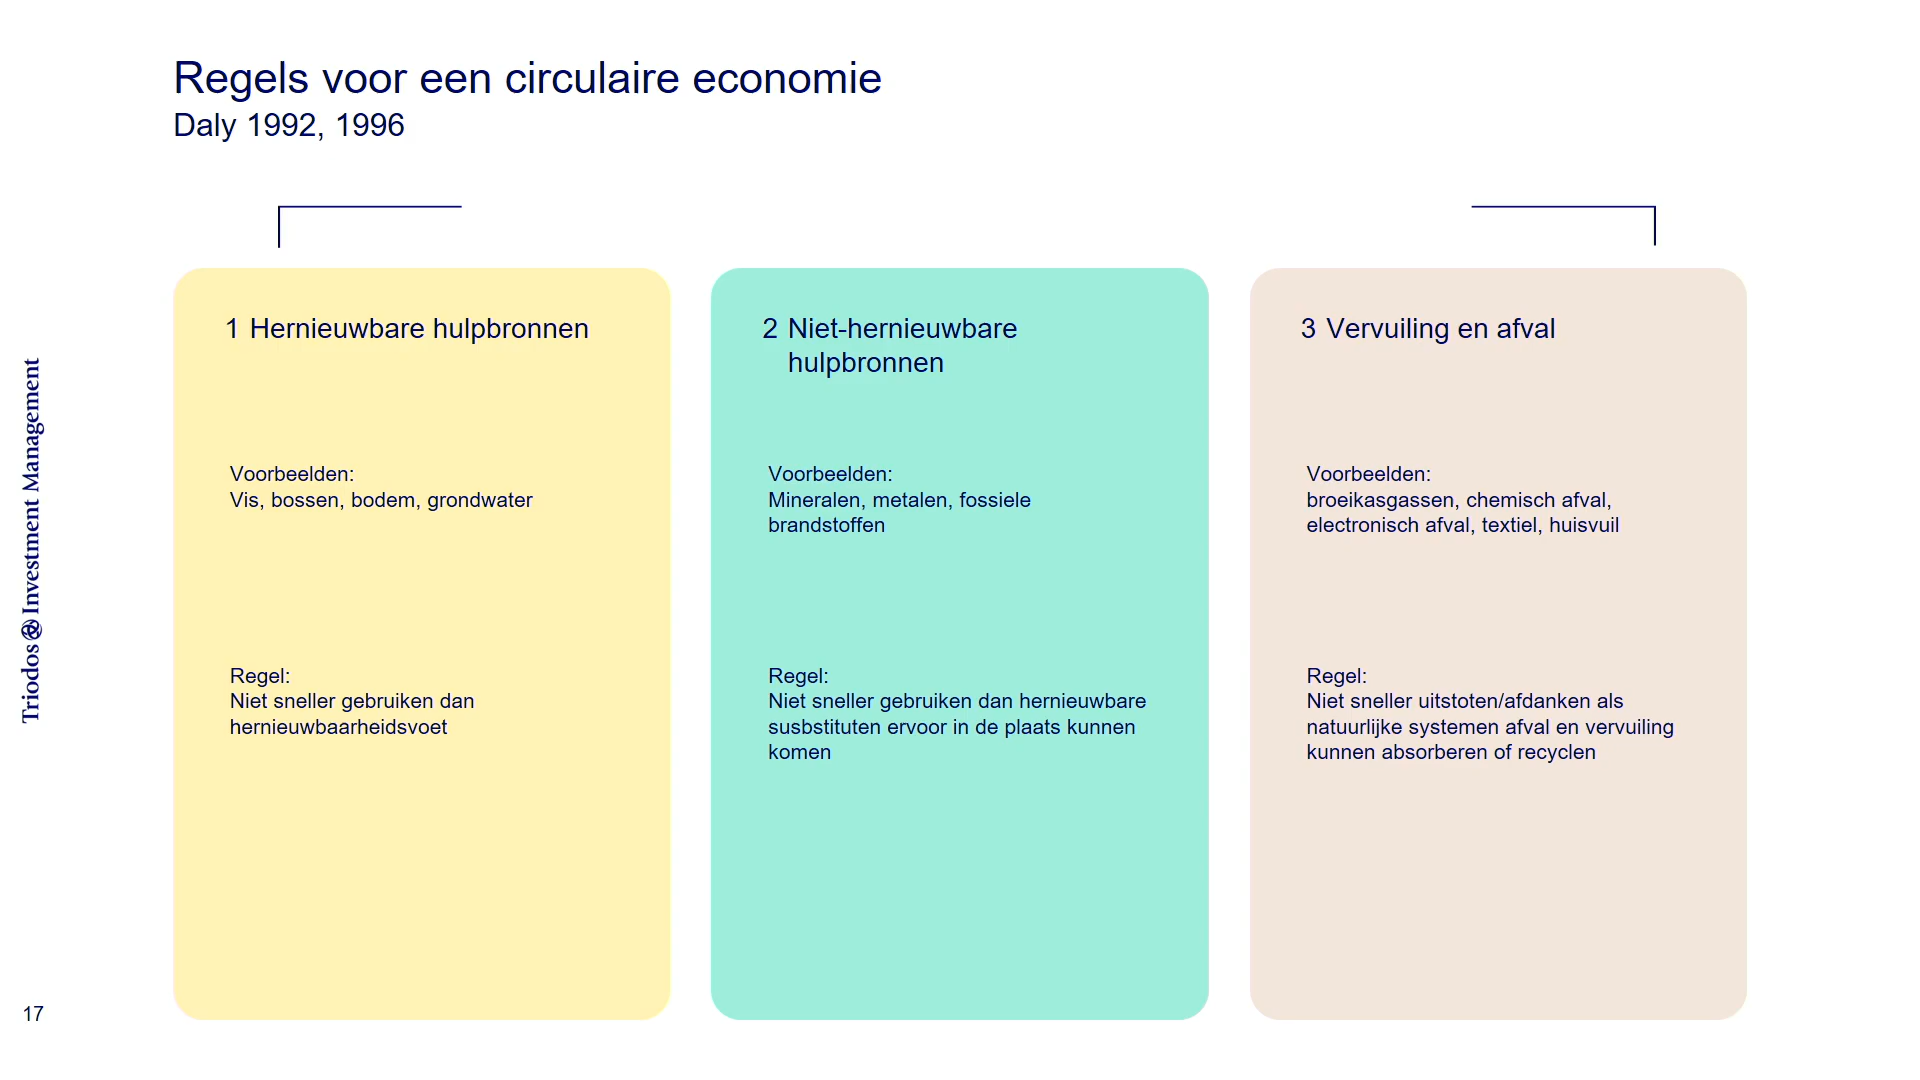 Regels voor een circulaire economie
Daly 1992, 1996
1 Hernieuwbare hulpbronnen
Voorbeelden:
Vis, bossen, bodem, grondwater
Regel:
Niet sneller gebruiken dan
hernieuwbaarheidsvoet
2 Niet-hernieuwbare
hulpbronnen
Voorbeelden:
Mineralen, metalen, fossiele
brandstoffen
Regel:
Niet sneller gebruiken dan hernieuwbare
susbstituten ervoor in de plaats kunnen
komen
3 Vervuiling en afval
Voorbeelden:
broeikasgassen, chemisch afval,
electronisch afval, textiel, huisvuil
Regel:
Niet sneller uitstoten/afdanken als
natuurlijke systemen afval en vervuiling
kunnen absorberen of recyclen
Triodos Investment Management
17